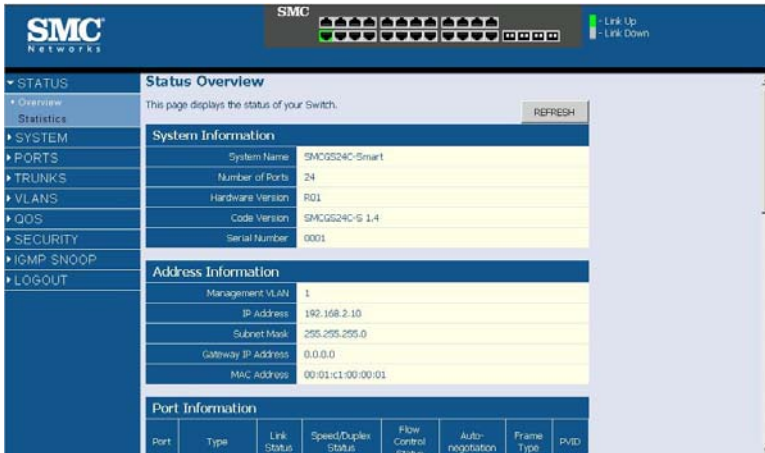 SMC
Networks
SMC
- Link Up
- Link Down
STATUS
Overview
Statistics
SYSTEM
PORTS
TRUNKS
VLANS
QOS
SECURITY
IGMP SNOOP
LOGOUT
Status Overview
This page displays the status of your Switch.
REFRESH
System Information
System Name SMCGS24C-Smart
Number of Ports 24
Hardware Version R01
Code Version SMCGS24C-S 1.4
Serial Number 0001
Address Information
Management VLAN 1
IP Address 192.168.2.10
Subnet Mask 255.255.255.0
Gateway IP Address 0.0.0.0
MAC Address 00:01:c1:00:00:01
Port Information
Port Type Link Status Speed/Duplex Status Flow Control Status Auto-negotiation Frame Type PVID